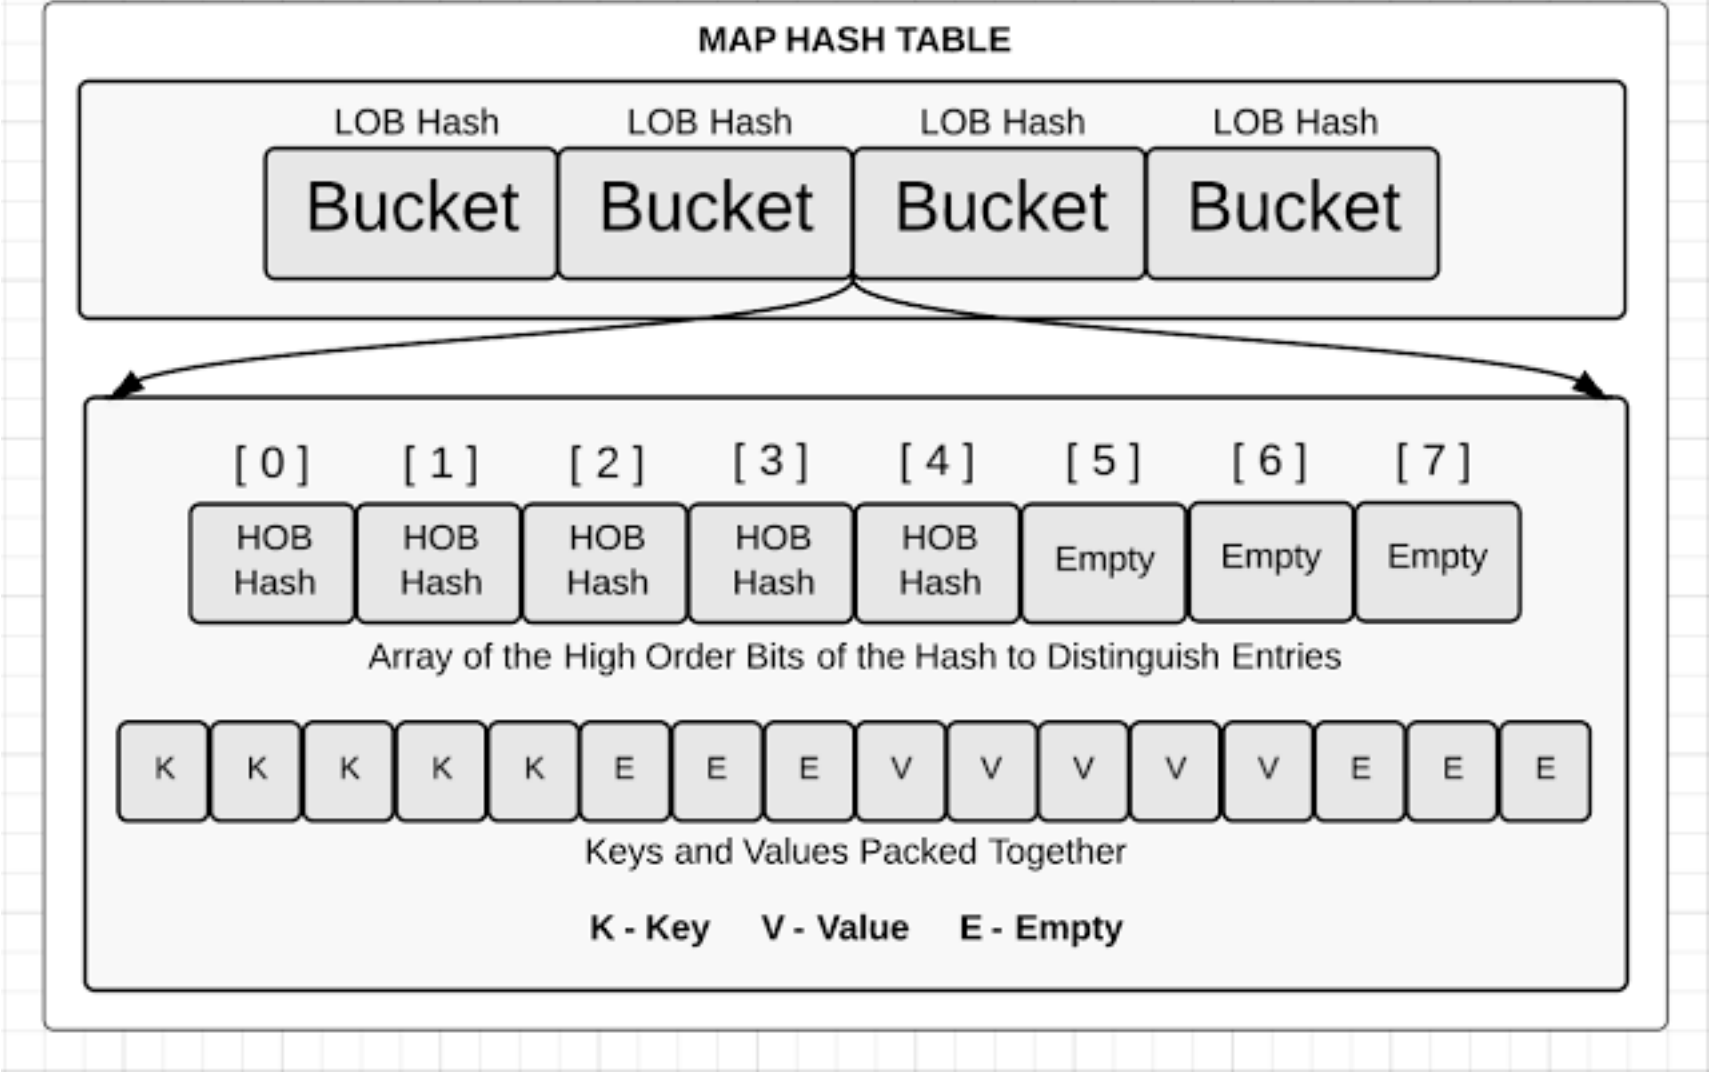 MAP HASH TABLE
LOB Hash LOB Hash LOB Hash LOB Hash
Bucket Bucket Bucket Bucket
[ 0 ] [ 1 ] [ 2 ] [ 3 ] [ 4 ] [ 5 ] [ 6 ] [ 7 ]
HOB Hash HOB Hash HOB Hash HOB Hash HOB Hash Empty Empty Empty
Array of the High Order Bits of the Hash to Distinguish Entries
K K K K K E E E V V V V V E E E
Keys and Values Packed Together
K - Key V - Value E - Empty